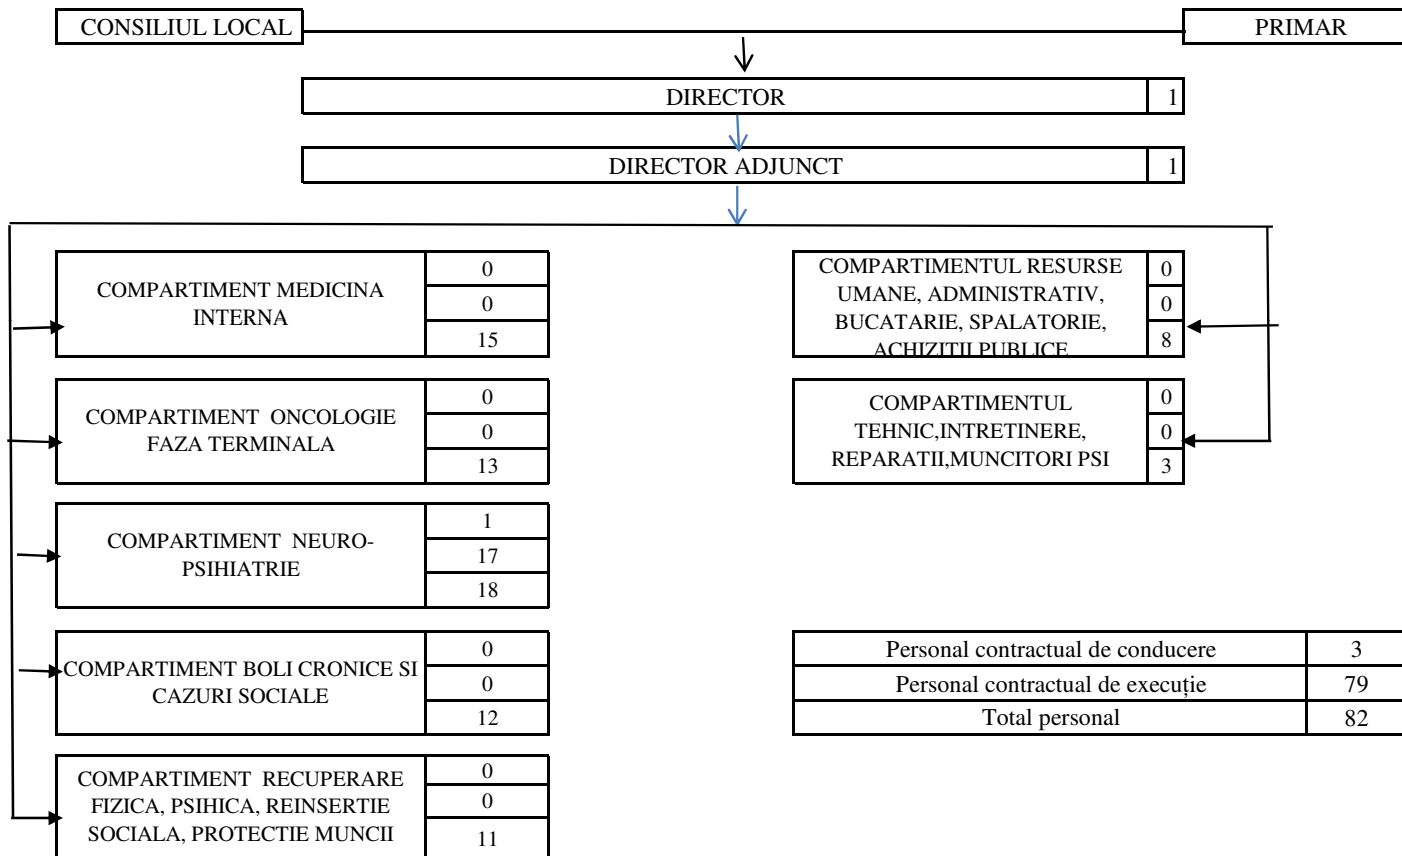 CONSILIUL LOCAL
PRIMAR
DIRECTOR 1
DIRECTOR ADJUNCT 1
COMPARTIMENT MEDICINA
INTERNA
0
0
15
COMPARTIMENTUL RESURSE
UMANE, ADMINISTRATIV,
BUCATARIE, SPALATORIE,
ACHIZITII PUBLICE
0
0
8
COMPARTIMENT ONCOLOGIE
FAZA TERMINALA
0
0
13
COMPARTIMENTUL
TEHNIC,INTRETINERE,
REPARATII,MUNCITORI PSI
0
0
3
COMPARTIMENT NEURO-
PSIHIATRIE
1
17
18
COMPARTIMENT BOLI CRONICE SI
CAZURI SOCIALE
0
0
12
Personal contractual de conducere 3
Personal contractual de execuție 79
Total personal 82
COMPARTIMENT RECUPERARE
FIZICA, PSIHICA, REINSERTIE
SOCIALA, PROTECTIE MUNCII
0
0
11